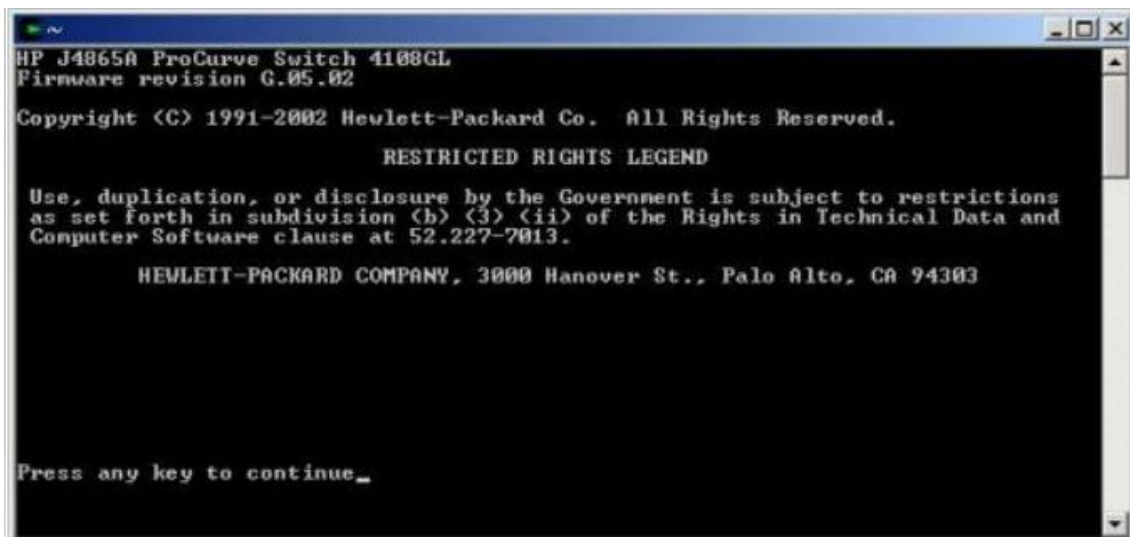 ~
HP J4865A ProCurve Switch 4108GL
Firmware revision G.05.02
Copyright (C) 1991-2002 Hewlett-Packard Co.  All Rights Reserved.
RESTRICTED RIGHTS LEGEND
Use, duplication, or disclosure by the Government is subject to restrictions
as set forth in subdivision (b) (3) (ii) of the Rights in Technical Data and
Computer Software clause at 52.227-7013.
HEWLETT-PACKARD COMPANY, 3000 Hanover St., Palo Alto, CA 94303
Press any key to continue_